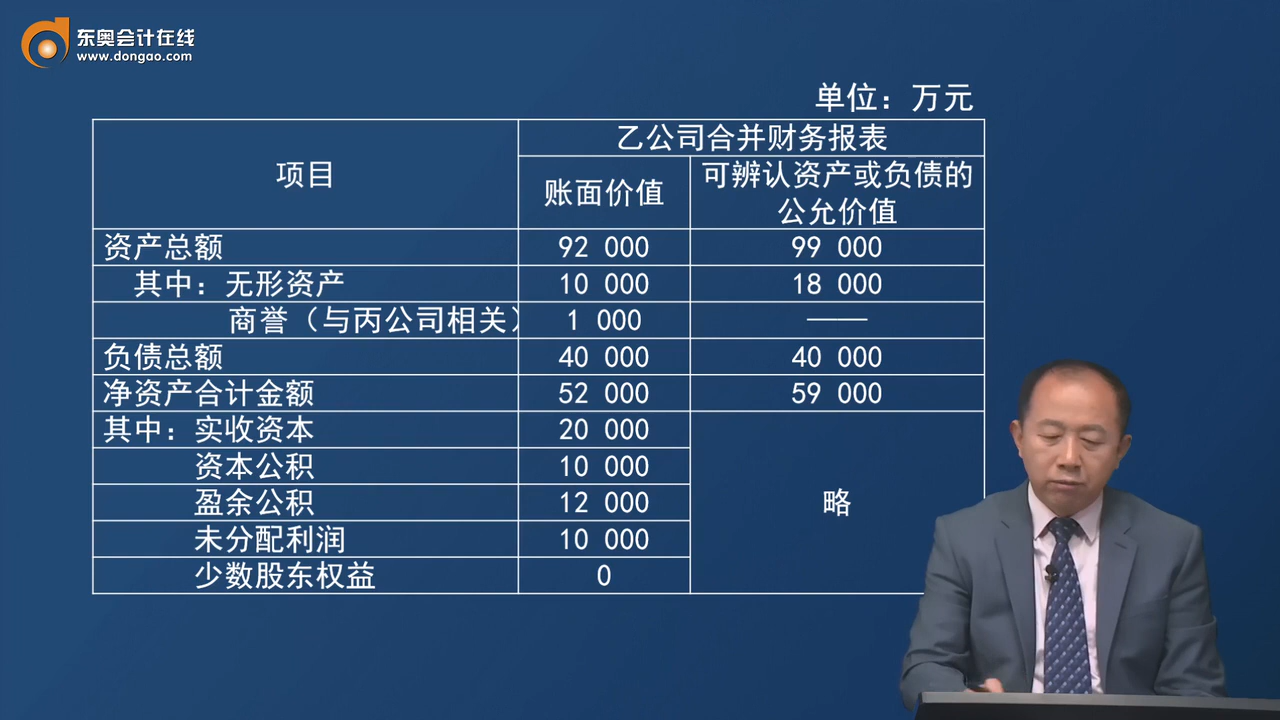 东奥会计在线
www.dongao.com
单位：万元
项目
乙公司合并财务报表
账面价值
可辨认资产或负债的
公允价值
资产总额 92 000 99 000
其中：无形资产 10 000 18 000
商誉（与丙公司相关） 1 000 ——
负债总额 40 000 40 000
净资产合计金额 52 000 59 000
其中：实收资本 20 000
资本公积 10 000
盈余公积 12 000
略
未分配利润 10 000
少数股东权益 0